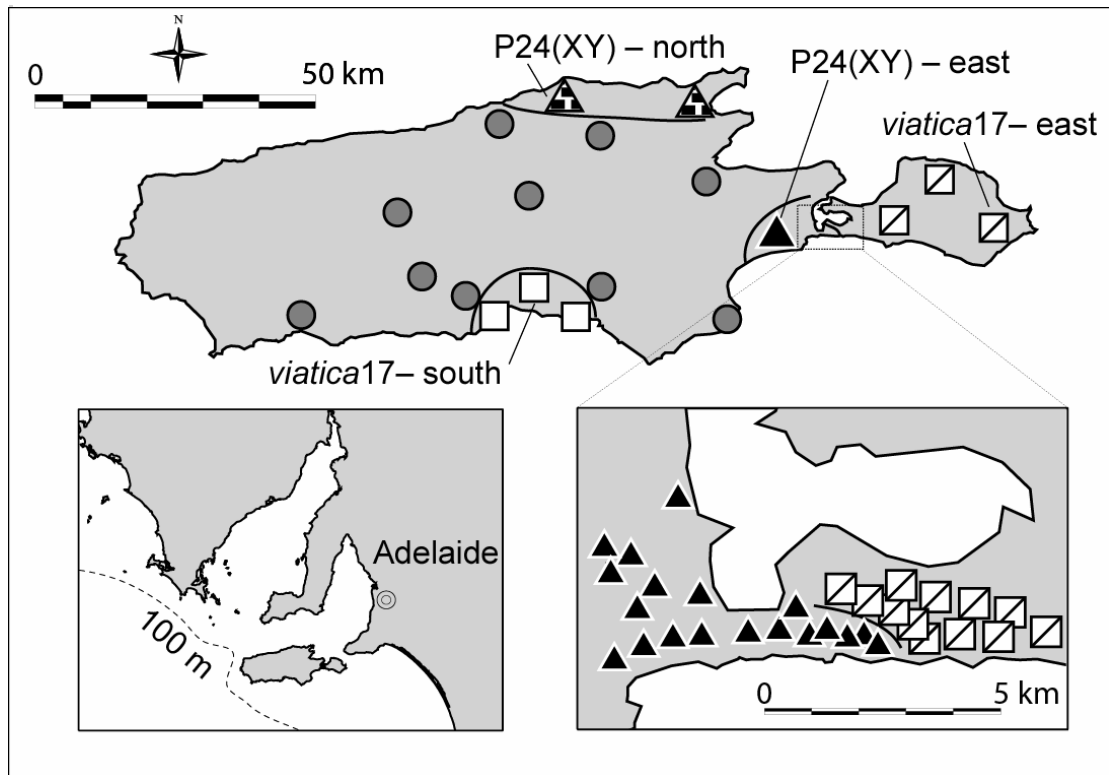 N
0 50 km
P24(XY) – north
P24(XY) – east
viatica17– east
viatica17– south
Adelaide
100 m
0 5 km